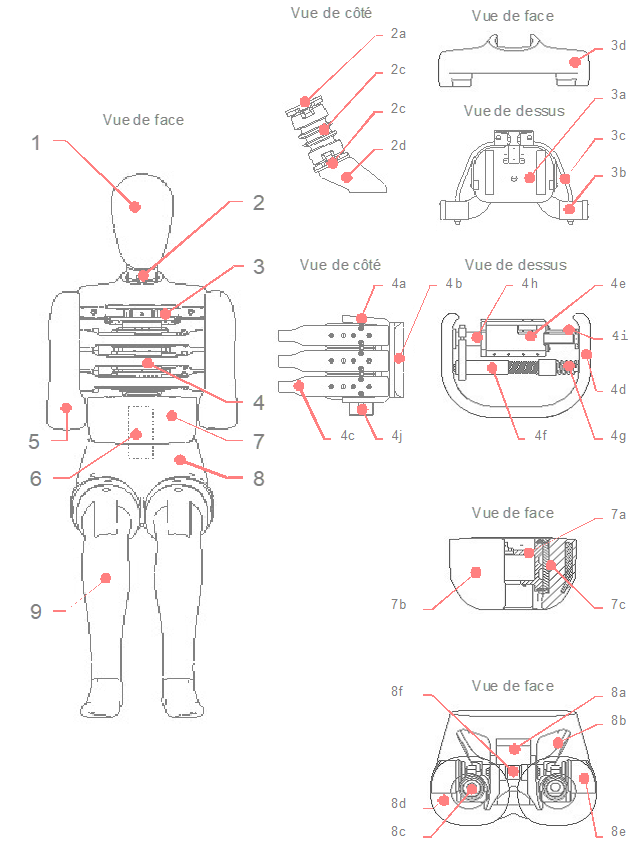 Vue de face
1
2
3
4
5
6
7
8
9
Vue de côté
2a
2c
2c
2d
Vue de face
3d
Vue de dessus
3a
3c
3b
Vue de côté
4a
4b
4c
4j
Vue de dessus
4h
4e
4i
4d
4f
4g
Vue de face
7a
7b
7c
Vue de face
8f
8a
8b
8d
8c
8e